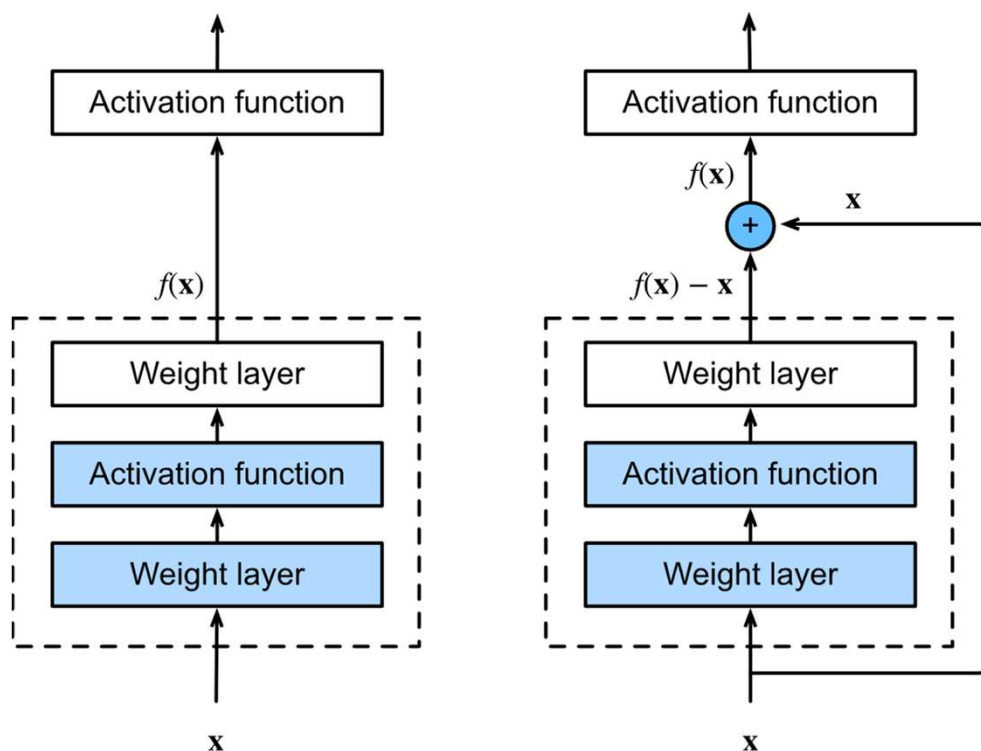 Activation function
f(x)
Weight layer
Activation function
Weight layer
x
Activation function
f(x)
x
+
f(x) − x
Weight layer
Activation function
Weight layer
x